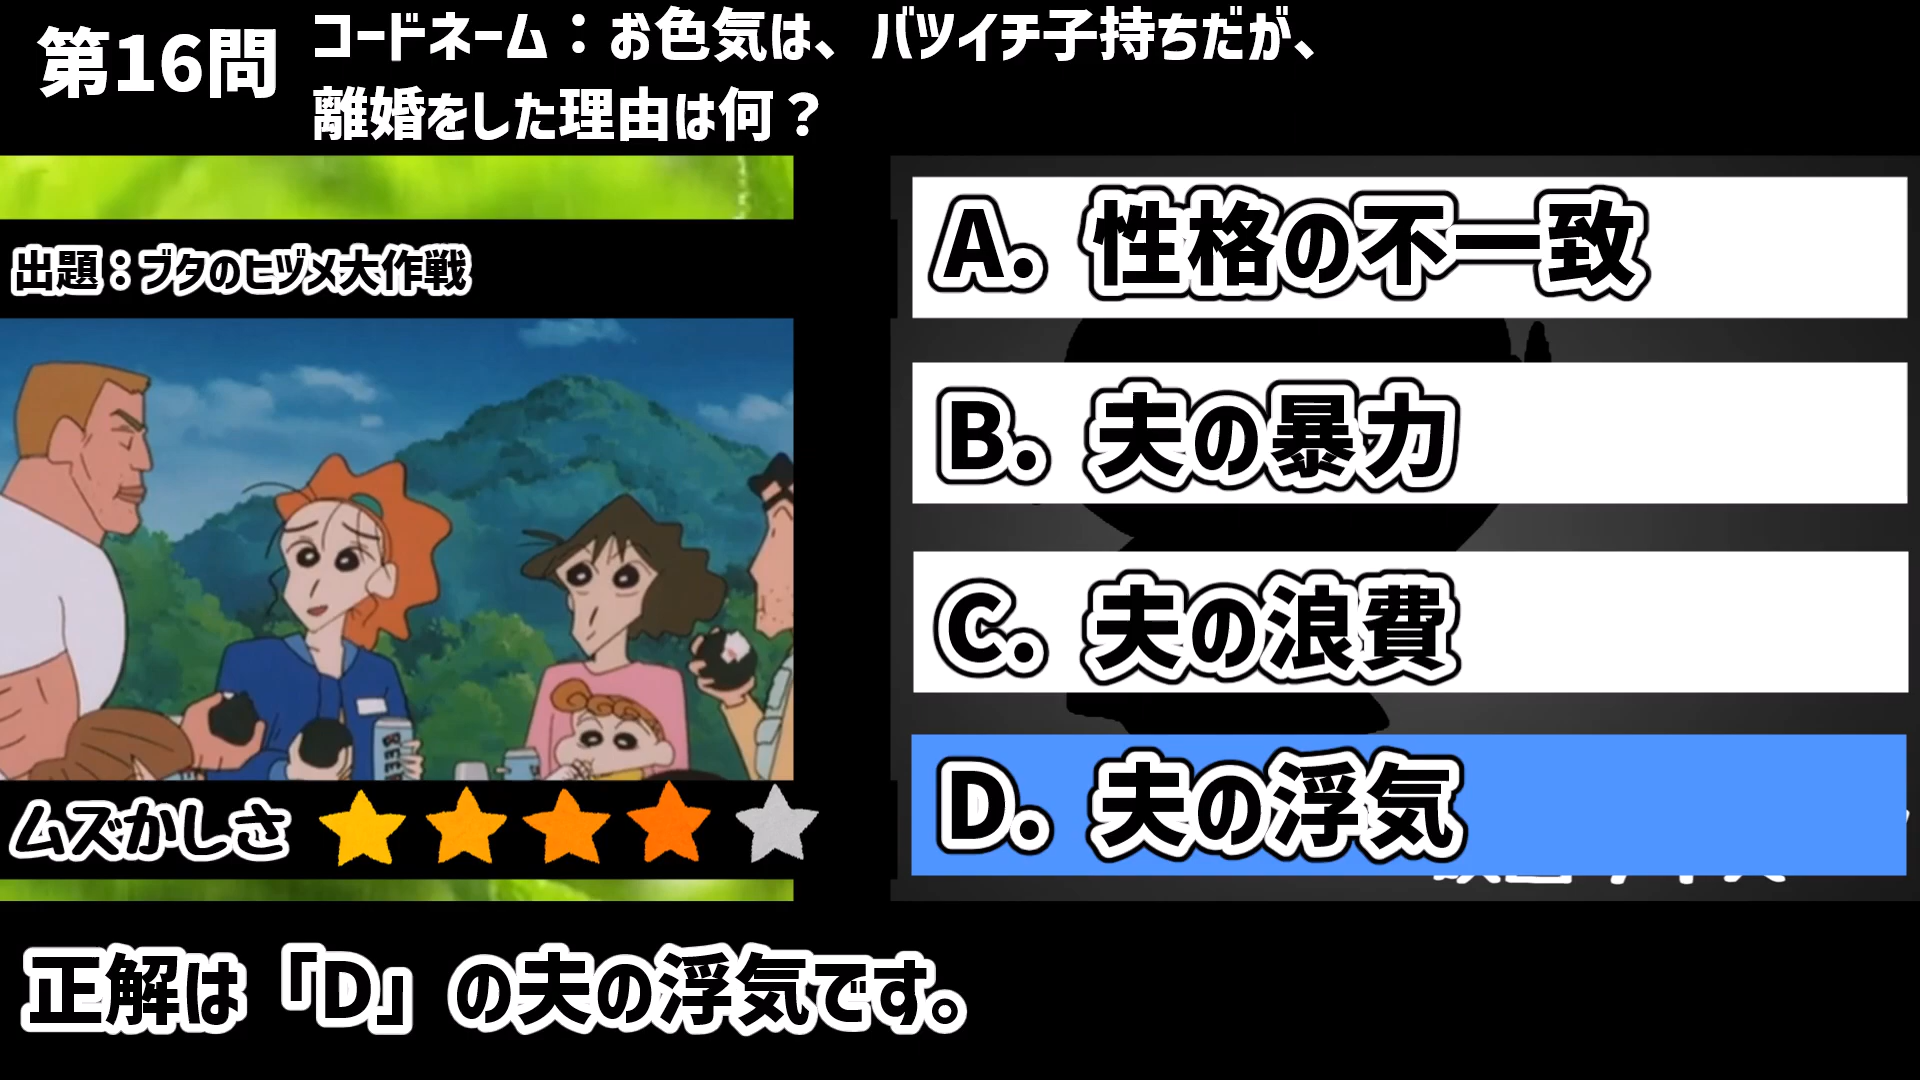 第16問
コードネーム：お色気は、バツイチ子持ちだが、
離婚をした理由は何？
出題：ブタのヒヅメ大作戦
A. 性格の不一致
B. 夫の暴力
C. 夫の浪費
D. 夫の浮気
BEER
ムズかしさ
正解は「D」の夫の浮気です。